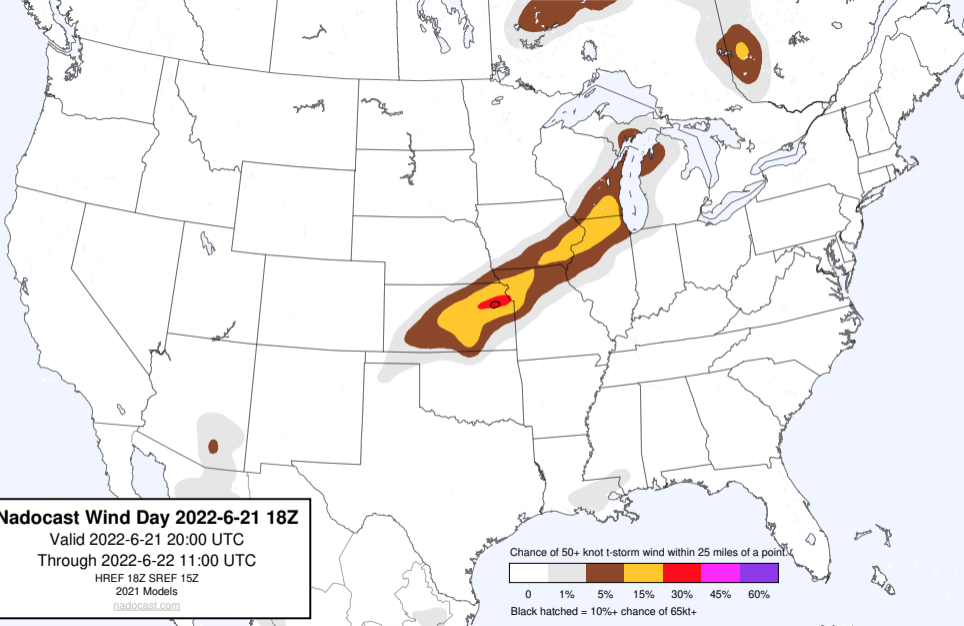 Nadocast Wind Day 2022-6-21 18Z
Valid 2022-6-21 20:00 UTC
Through 2022-6-22 11:00 UTC
HREF 18Z SREF 15Z
2021 Models
nadocast.com
Chance of 50+ knot t-storm wind within 25 miles of a point.
0 1% 5% 15% 30% 45% 60%
Black hatched = 10%+ chance of 65kt+